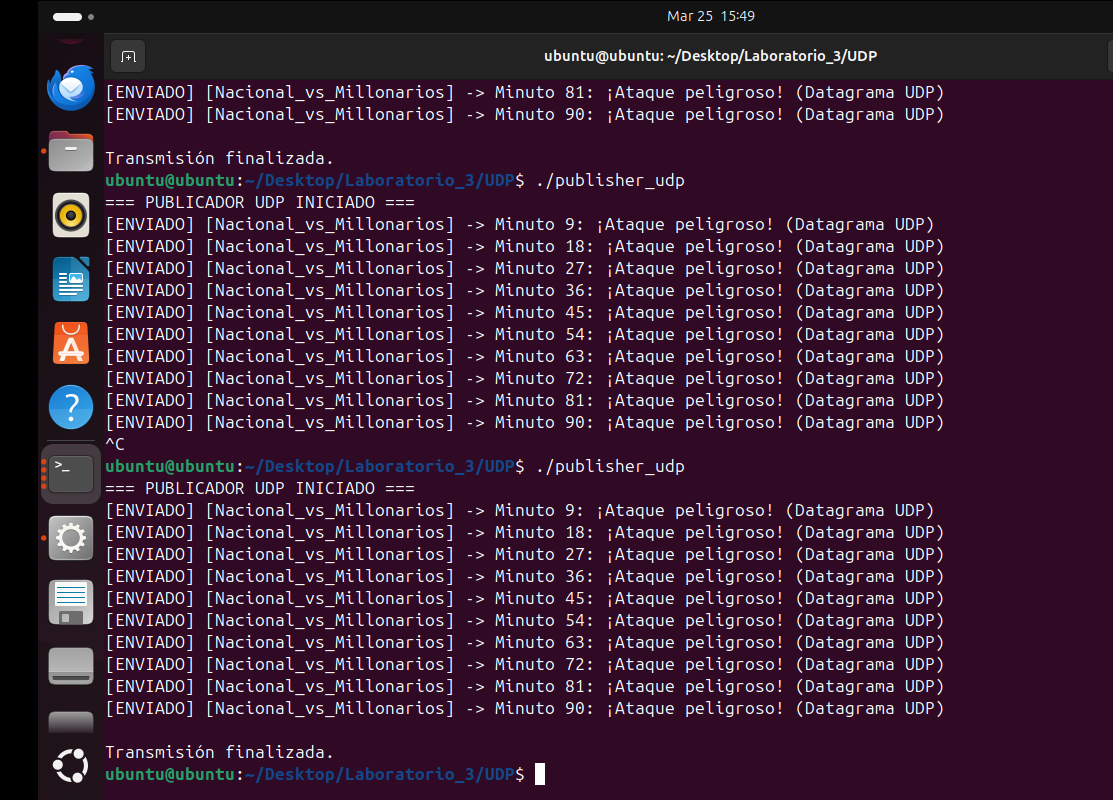 Mar 25 15:49
ubuntu@ubuntu: ~/Desktop/Laboratorio_3/UDP
[ENVIADO] [Nacional_vs_Millonarios] -> Minuto 81: ¡Ataque peligroso! (Datagrama UDP)
[ENVIADO] [Nacional_vs_Millonarios] -> Minuto 90: ¡Ataque peligroso! (Datagrama UDP)
Transmisión finalizada.
ubuntu@ubuntu:~/Desktop/Laboratorio_3/UDP$ ./publisher_udp
=== PUBLICADOR UDP INICIADO ===
[ENVIADO] [Nacional_vs_Millonarios] -> Minuto 9: ¡Ataque peligroso! (Datagrama UDP)
[ENVIADO] [Nacional_vs_Millonarios] -> Minuto 18: ¡Ataque peligroso! (Datagrama UDP)
[ENVIADO] [Nacional_vs_Millonarios] -> Minuto 27: ¡Ataque peligroso! (Datagrama UDP)
[ENVIADO] [Nacional_vs_Millonarios] -> Minuto 36: ¡Ataque peligroso! (Datagrama UDP)
[ENVIADO] [Nacional_vs_Millonarios] -> Minuto 45: ¡Ataque peligroso! (Datagrama UDP)
[ENVIADO] [Nacional_vs_Millonarios] -> Minuto 54: ¡Ataque peligroso! (Datagrama UDP)
[ENVIADO] [Nacional_vs_Millonarios] -> Minuto 63: ¡Ataque peligroso! (Datagrama UDP)
[ENVIADO] [Nacional_vs_Millonarios] -> Minuto 72: ¡Ataque peligroso! (Datagrama UDP)
[ENVIADO] [Nacional_vs_Millonarios] -> Minuto 81: ¡Ataque peligroso! (Datagrama UDP)
[ENVIADO] [Nacional_vs_Millonarios] -> Minuto 90: ¡Ataque peligroso! (Datagrama UDP)
^C
ubuntu@ubuntu:~/Desktop/Laboratorio_3/UDP$ ./publisher_udp
=== PUBLICADOR UDP INICIADO ===
[ENVIADO] [Nacional_vs_Millonarios] -> Minuto 9: ¡Ataque peligroso! (Datagrama UDP)
[ENVIADO] [Nacional_vs_Millonarios] -> Minuto 18: ¡Ataque peligroso! (Datagrama UDP)
[ENVIADO] [Nacional_vs_Millonarios] -> Minuto 27: ¡Ataque peligroso! (Datagrama UDP)
[ENVIADO] [Nacional_vs_Millonarios] -> Minuto 36: ¡Ataque peligroso! (Datagrama UDP)
[ENVIADO] [Nacional_vs_Millonarios] -> Minuto 45: ¡Ataque peligroso! (Datagrama UDP)
[ENVIADO] [Nacional_vs_Millonarios] -> Minuto 54: ¡Ataque peligroso! (Datagrama UDP)
[ENVIADO] [Nacional_vs_Millonarios] -> Minuto 63: ¡Ataque peligroso! (Datagrama UDP)
[ENVIADO] [Nacional_vs_Millonarios] -> Minuto 72: ¡Ataque peligroso! (Datagrama UDP)
[ENVIADO] [Nacional_vs_Millonarios] -> Minuto 81: ¡Ataque peligroso! (Datagrama UDP)
[ENVIADO] [Nacional_vs_Millonarios] -> Minuto 90: ¡Ataque peligroso! (Datagrama UDP)
Transmisión finalizada.
ubuntu@ubuntu:~/Desktop/Laboratorio_3/UDP$